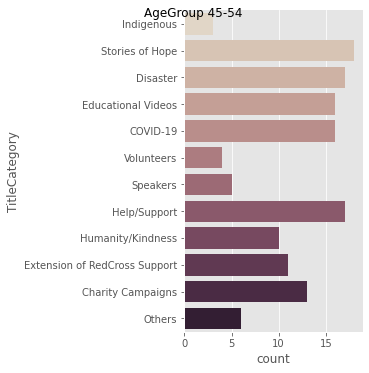 AgeGroup 45-54
TitleCategory
Indigenous
Stories of Hope
Disaster
Educational Videos
COVID-19
Volunteers
Speakers
Help/Support
Humanity/Kindness
Extension of RedCross Support
Charity Campaigns
Others
0 5 10 15
count